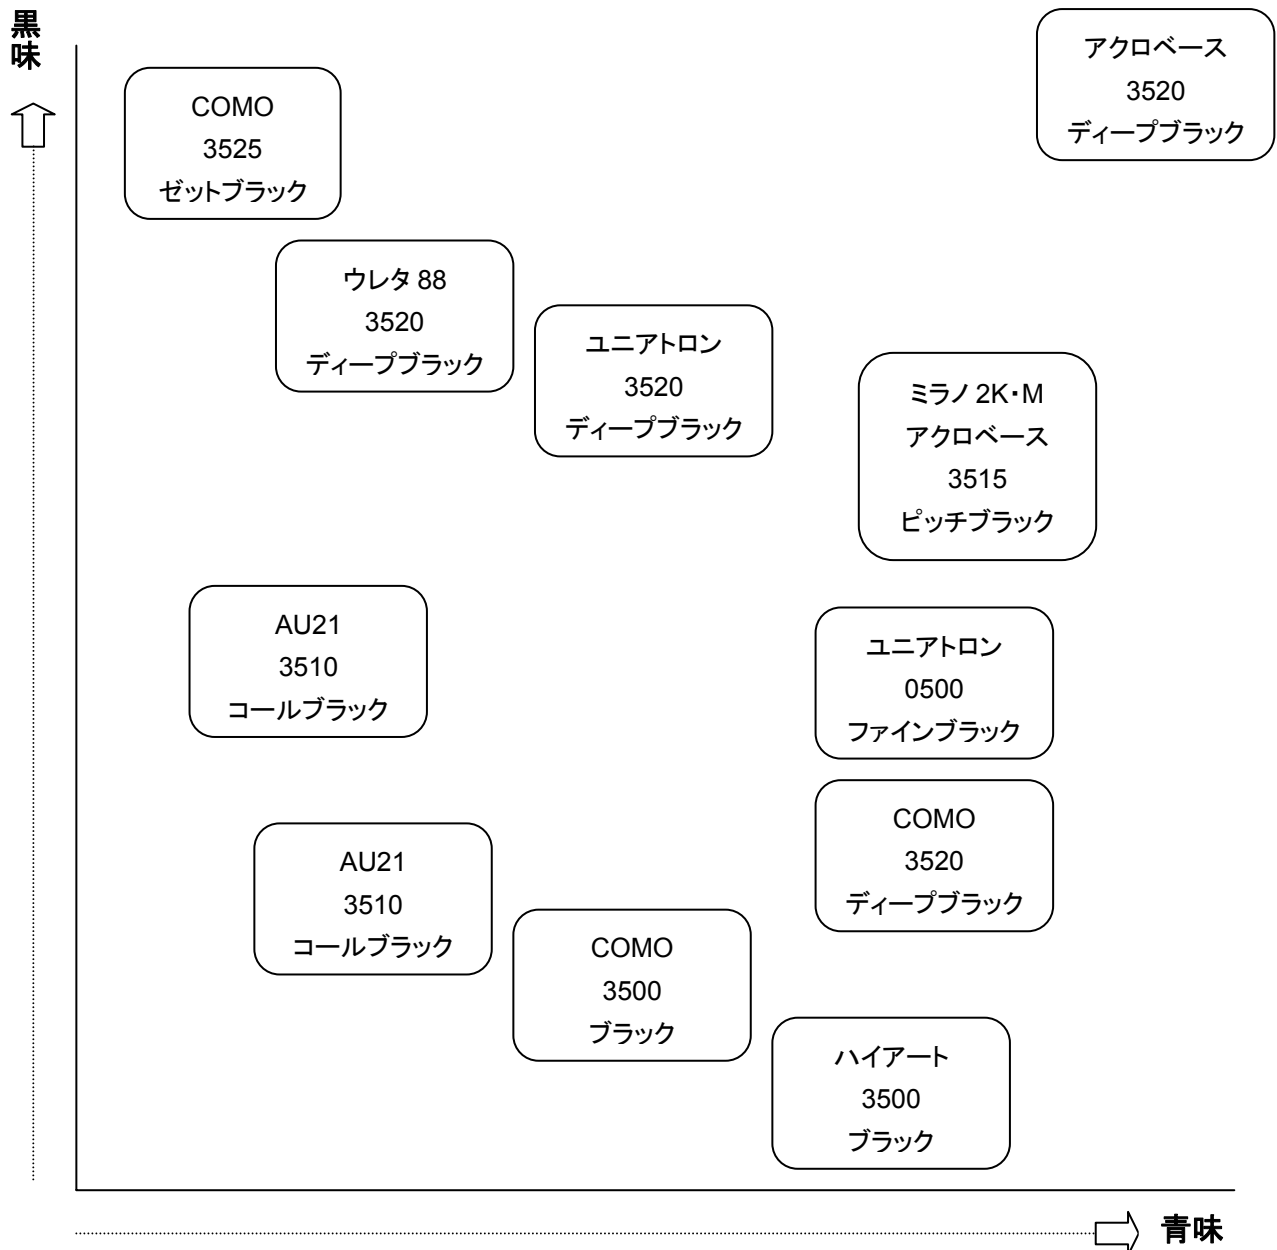 黒味
アクロベース
3520
ディープブラック
COMO
3525
ゼットブラック
ウレタ 88
3520
ディープブラック
ユニアトロン
3520
ディープブラック
ミラノ 2K・M
アクロベース
3515
ピッチブラック
AU21
3510
コールブラック
ユニアトロン
0500
ファインブラック
COMO
3520
ディープブラック
AU21
3510
コールブラック
COMO
3500
ブラック
ハイアート
3500
ブラック
青味